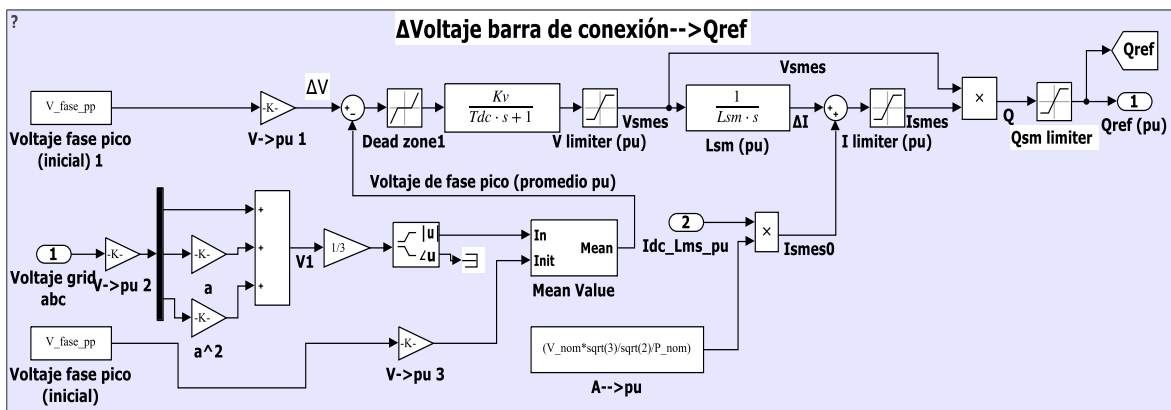 ?
ΔVoltaje barra de conexión-->Qref
Qref
Vsmes
ΔV
V_fase_pp
-K-
+
-
Kv
Tdc · s + 1
1
Lsm · s
ΔI
+
+
×
Q
1
Voltaje fase pico
(inicial) 1
V->pu 1
Dead zone1
V limiter (pu)
Vsmes
Lsm (pu)
I limiter (pu)
Ismes
Qsm limiter
Qref (pu)
Voltaje de fase pico (promedio pu)
1
Voltaje grid
abc
-K-
V->pu 2
-K-
a
-K-
a^2
+
+
+
V1
1/3
|u|
∠u
In
Init
Mean
Mean Value
2
Idc_Lms_pu
×
Ismes0
V_fase_pp
Voltaje fase pico
(inicial)
-K-
V->pu 3
(V_nom*sqrt(3)/sqrt(2)/P_nom)
A-->pu